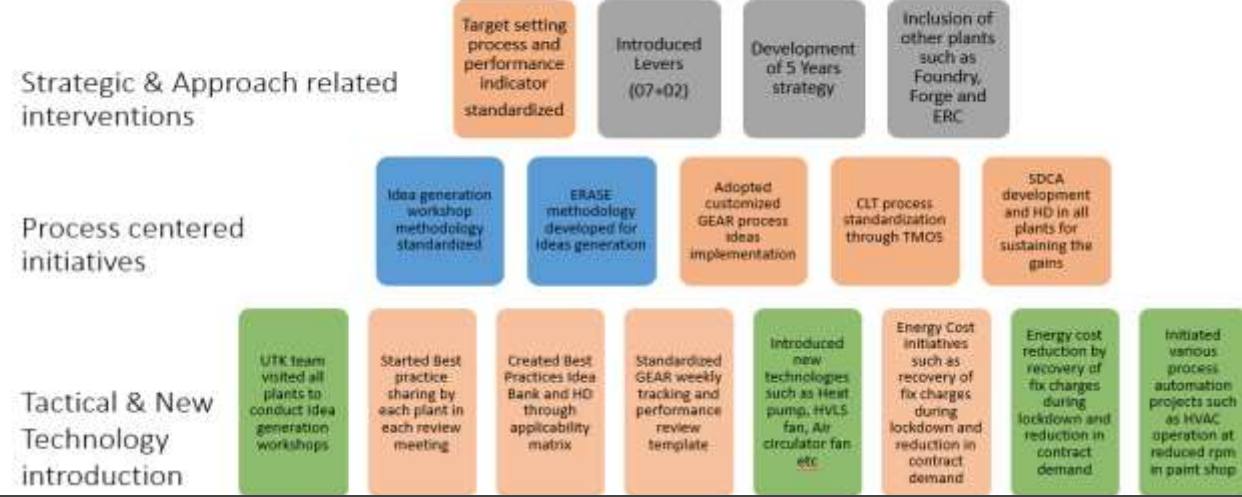 Strategic & Approach related
interventions
Target setting
process and
performance
indicator
standardized
Introduced
Levers
(07+02)
Development
of 5 Years
strategy
Inclusion of
other plants
such as
Foundry,
Forge and
ERC
Process centered
initiatives
Idea generation
workshop
methodology
standardized
ERASE
methodology
developed for
ideas generation
Adopted
customized
GEAR process
ideas
implementation
CLT process
standardization
through TMOS
SDCA
development
and HD in all
plants for
sustaining the
gains
Tactical & New
Technology
introduction
UTK team
visited all
plants to
conduct idea
generation
workshops
Started Best
practice
sharing by
each plant in
each review
meeting
Created Best
Practices Idea
Bank and HD
through
applicability
matrix
Standardized
GEAR weekly
tracking and
performance
review
template
Introduced
new
technologies
such as Heat
pump, HVLS
fan, Air
circulator fan
etc
Energy Cost
initiatives
such as
recovery of
fix charges
during
lockdown and
reduction in
contract
demand
Energy cost
reduction by
recovery of
fix charges
during
lockdown and
reduction in
contract
demand
Initiated
various
process
automation
projects such
as HVAC
operation at
reduced rpm
in paint shop